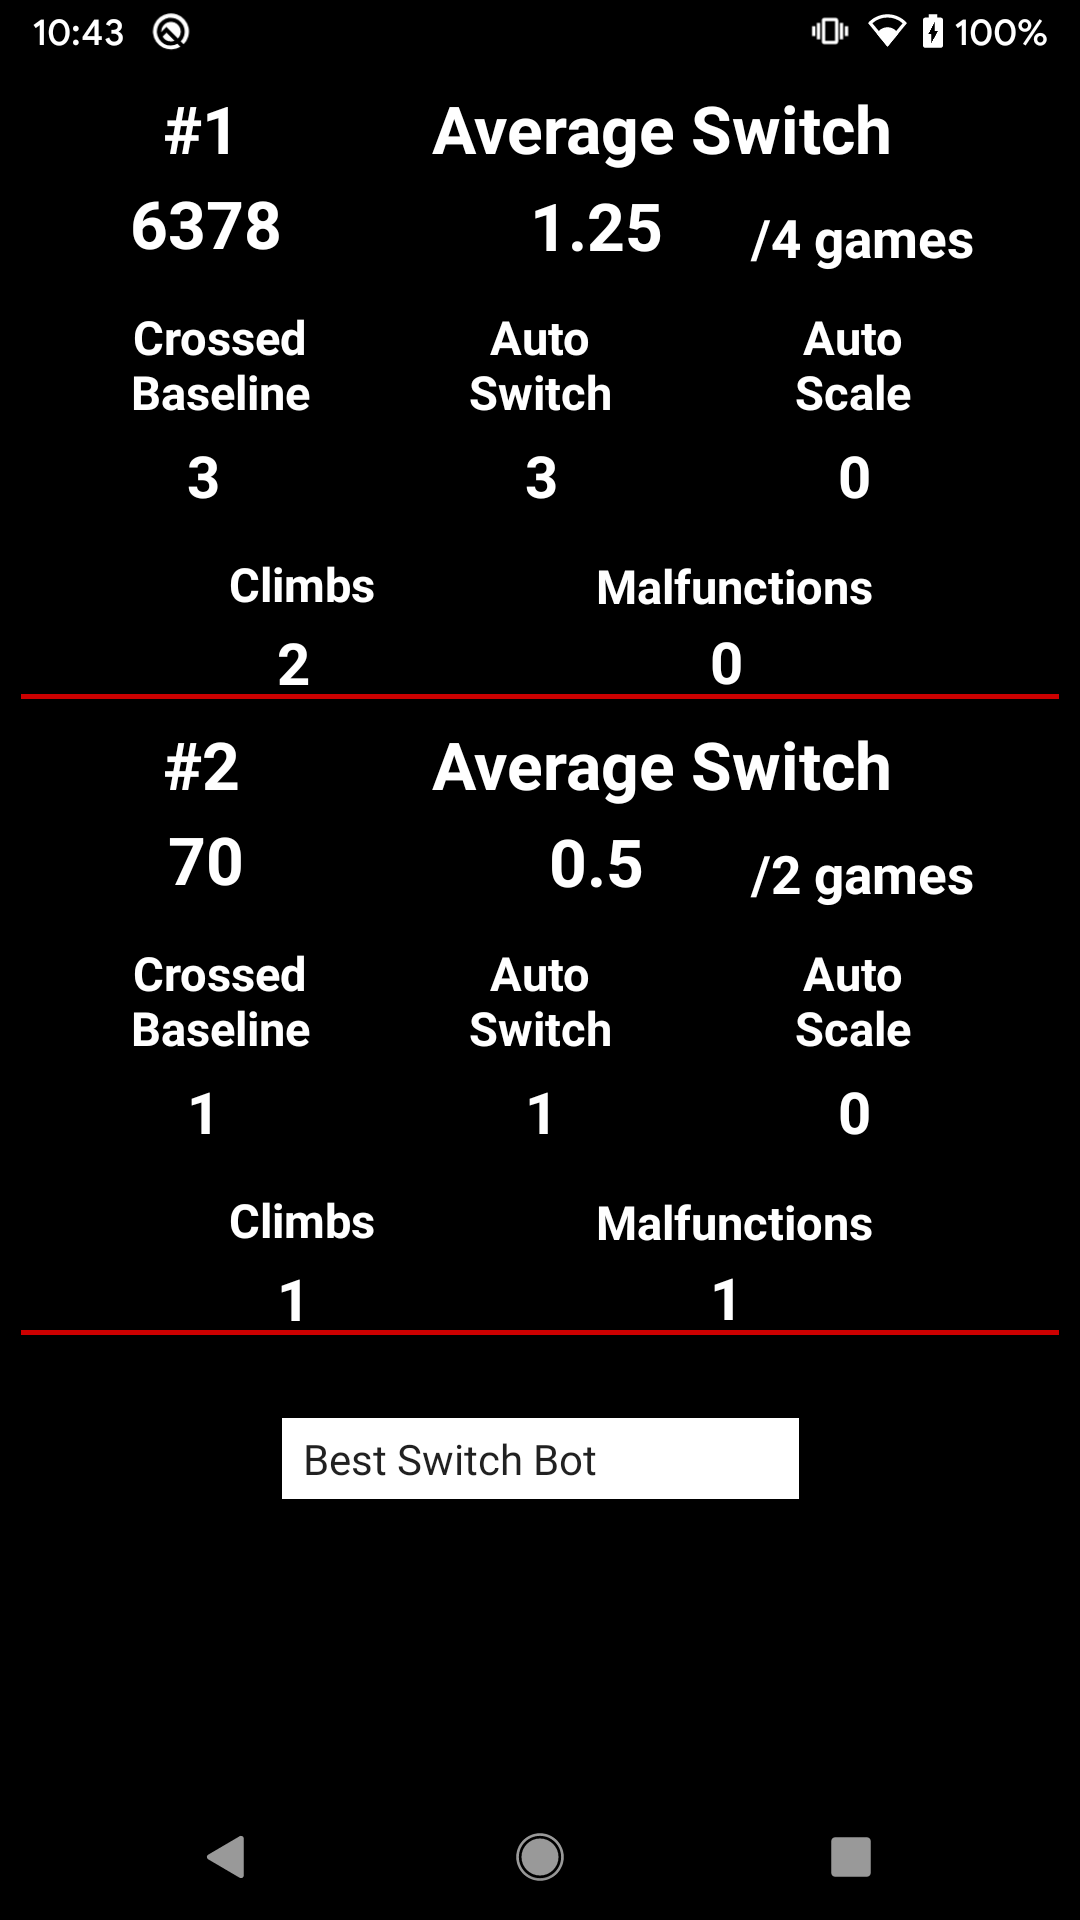 10:43 100%
#1 Average Switch
6378 1.25 /4 games
Crossed Auto Auto
Baseline Switch Scale
3 3 0
Climbs Malfunctions
2 0
#2 Average Switch
70 0.5 /2 games
Crossed Auto Auto
Baseline Switch Scale
1 1 0
Climbs Malfunctions
1 1
Best Switch Bot